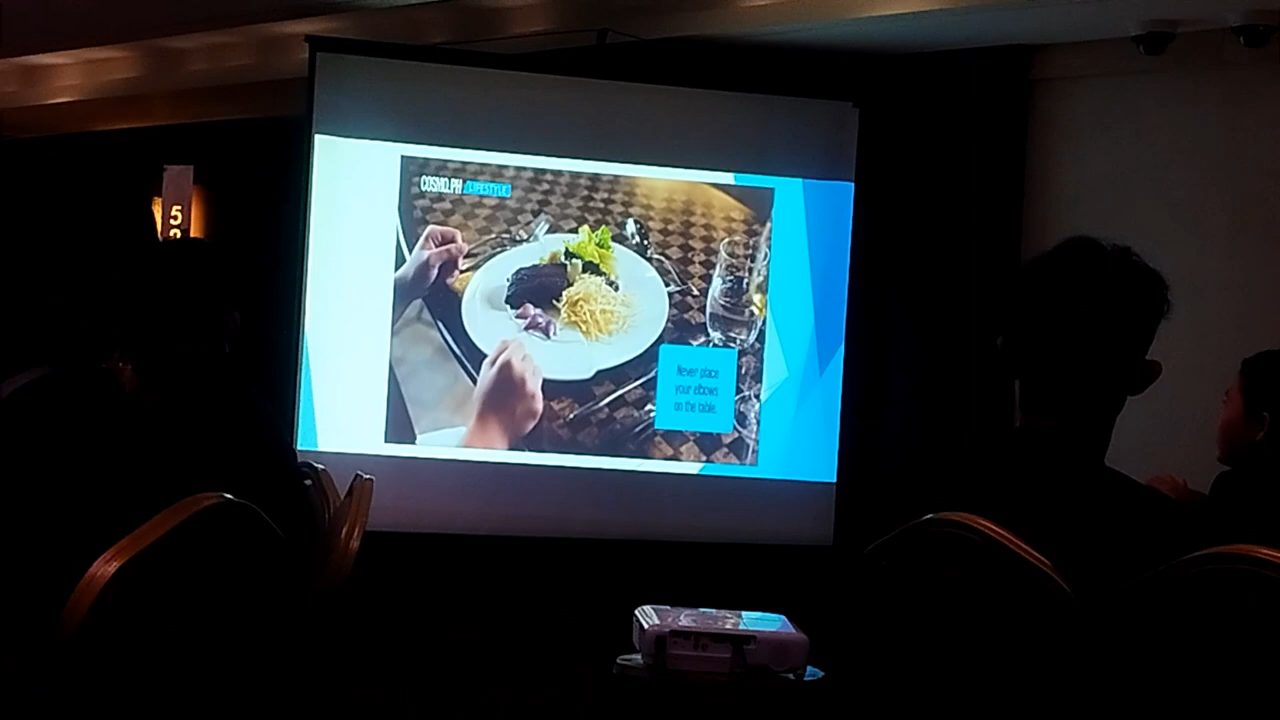 COSMO.PH LIFESTYLE
5
Never place
your elbows
on the table.